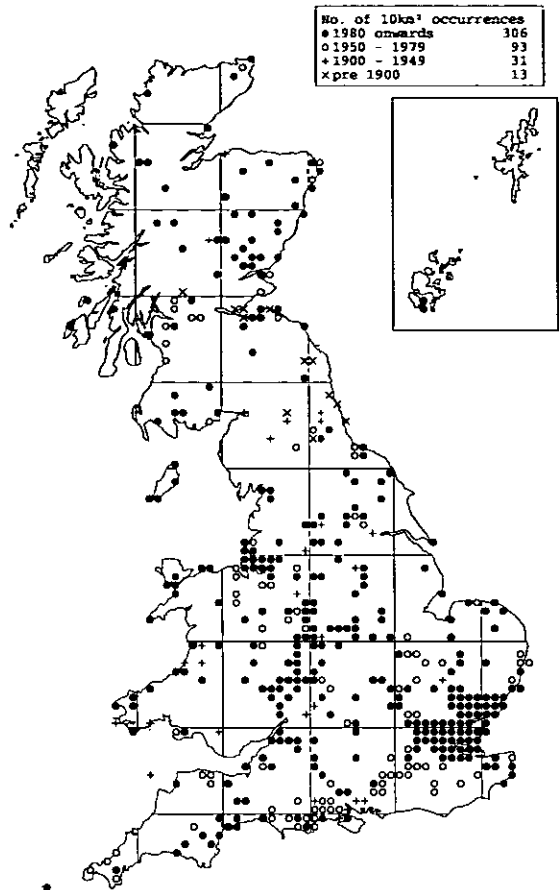 No. of 10km² occurrences
● 1980 onwards 306
○ 1950 - 1979 93
+ 1900 - 1949 31
× pre 1900 13